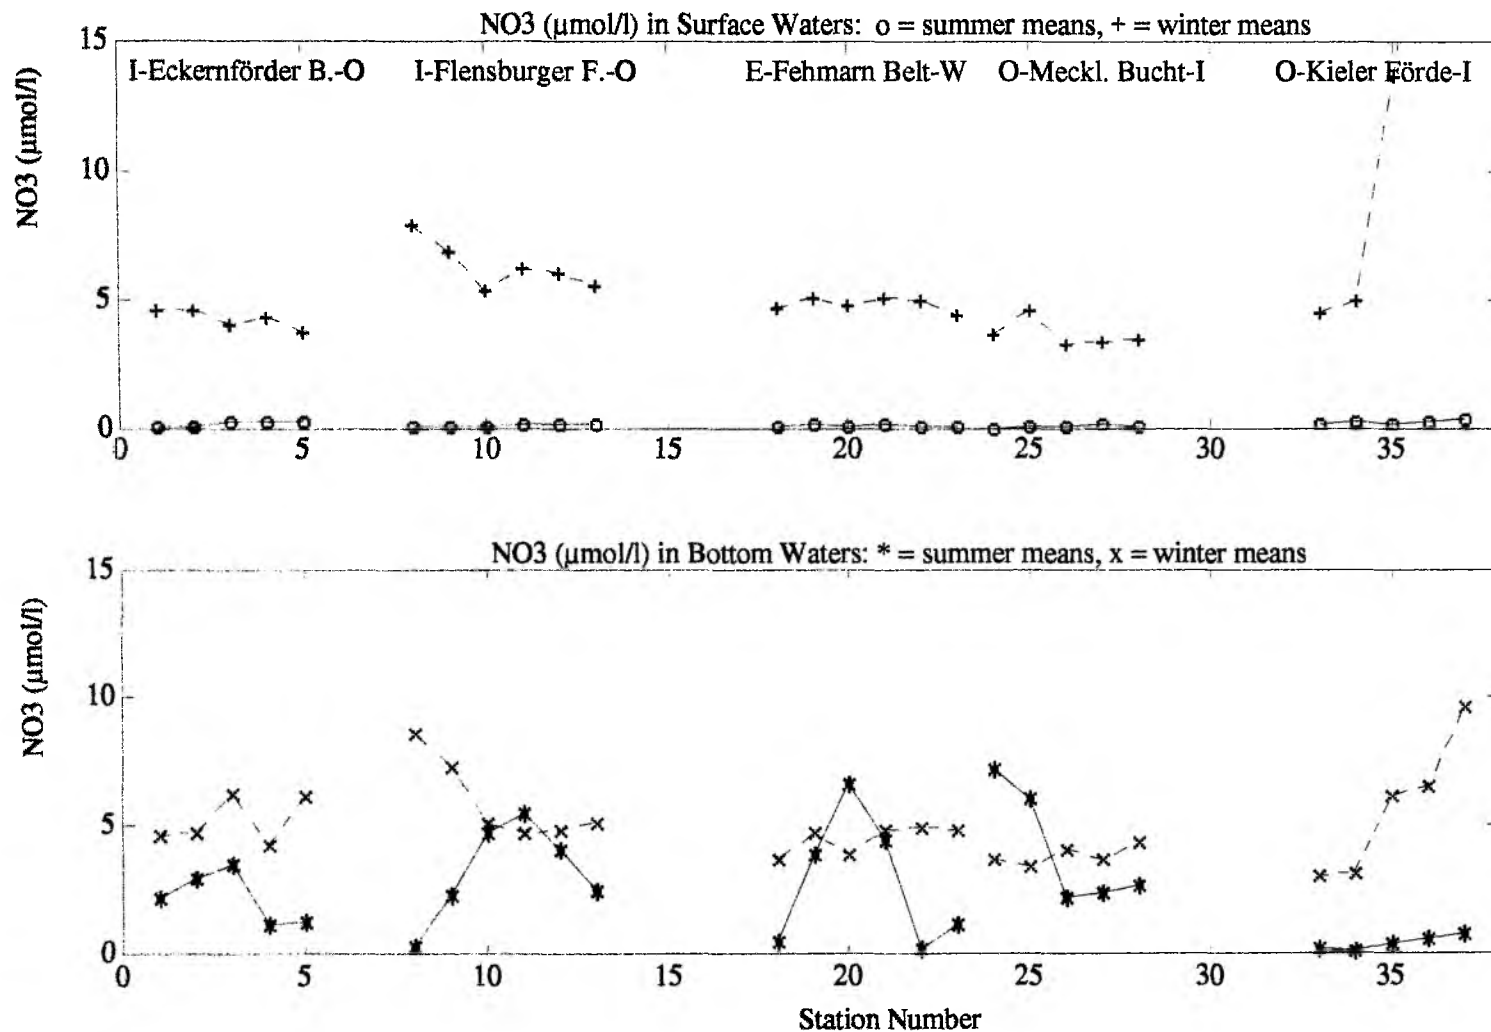 NO3 (µmol/l) in Surface Waters: o = summer means, + = winter means
15
I-Eckernförder B.-O I-Flensburger F.-O E-Fehmarn Belt-W O-Meckl. Bucht-I O-Kieler Förde-I
NO3 (µmol/l)
10
5
0
0 5 10 15 20 25 30 35
NO3 (µmol/l) in Bottom Waters: * = summer means, x = winter means
15
NO3 (µmol/l)
10
5
0
0 5 10 15 20 25 30 35
Station Number